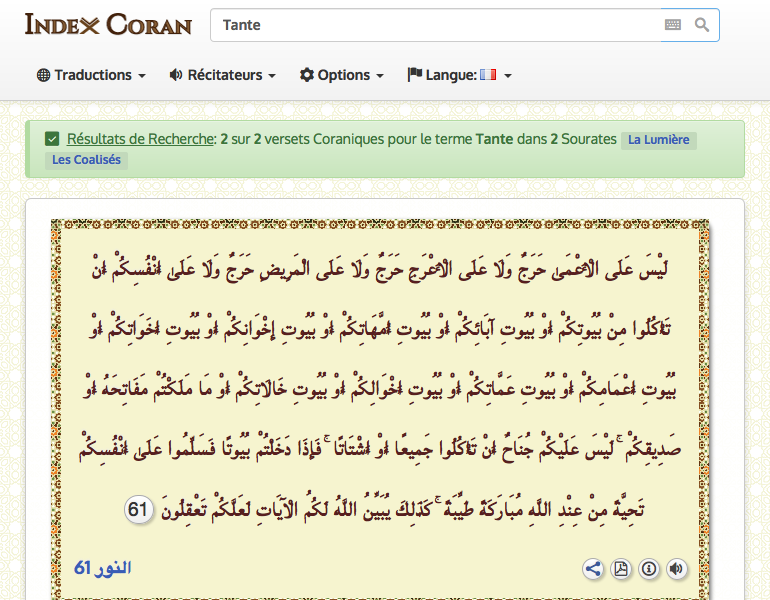 INDEX CORAN
Tante
Traductions
Récitateurs
Options
Langue:
Résultats de Recherche: 2 sur 2 versets Coraniques pour le terme Tante dans 2 Sourates La Lumière
Les Coalisés
لَيْسَ عَلَى الْأَعْمَىٰ حَرَجٌ وَلَا عَلَى الْأَعْرَجِ حَرَجٌ وَلَا عَلَى الْمَرِيضِ حَرَجٌ وَلَا عَلَىٰ أَنْفُسِكُمْ أَنْ
تَأْكُلُوا مِنْ بُيُوتِكُمْ أَوْ بُيُوتِ آبَائِكُمْ أَوْ بُيُوتِ أُمَّهَاتِكُمْ أَوْ بُيُوتِ إِخْوَانِكُمْ أَوْ بُيُوتِ أَخَوَاتِكُمْ أَوْ
بُيُوتِ أَعْمَامِكُمْ أَوْ بُيُوتِ عَمَّاتِكُمْ أَوْ بُيُوتِ أَخْوَالِكُمْ أَوْ بُيُوتِ خَالَاتِكُمْ أَوْ مَا مَلَكْتُمْ مَفَاتِحَهُ أَوْ
صَدِيقِكُمْ ۚ لَيْسَ عَلَيْكُمْ جُنَاحٌ أَنْ تَأْكُلُوا جَمِيعًا أَوْ أَشْتَاتًا ۚ فَإِذَا دَخَلْتُمْ بُيُوتًا فَسَلِّمُوا عَلَىٰ أَنْفُسِكُمْ
تَحِيَّةً مِنْ عِنْدِ اللَّهِ مُبَارَكَةً طَيِّبَةً ۚ كَذَٰلِكَ يُبَيِّنُ اللَّهُ لَكُمُ الْآيَاتِ لَعَلَّكُمْ تَعْقِلُونَ 61
النور 61